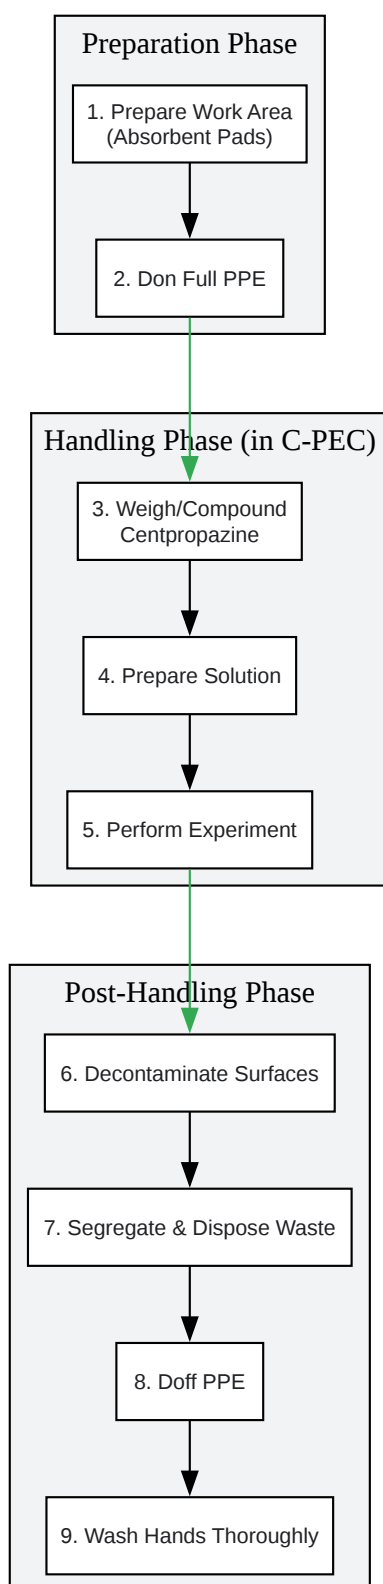 Preparation Phase
1. Prepare Work Area
(Absorbent Pads)
2. Don Full PPE
Handling Phase (in C-PEC)
3. Weigh/Compound
Centpropazine
4. Prepare Solution
5. Perform Experiment
Post-Handling Phase
6. Decontaminate Surfaces
7. Segregate & Dispose Waste
8. Doff PPE
9. Wash Hands Thoroughly